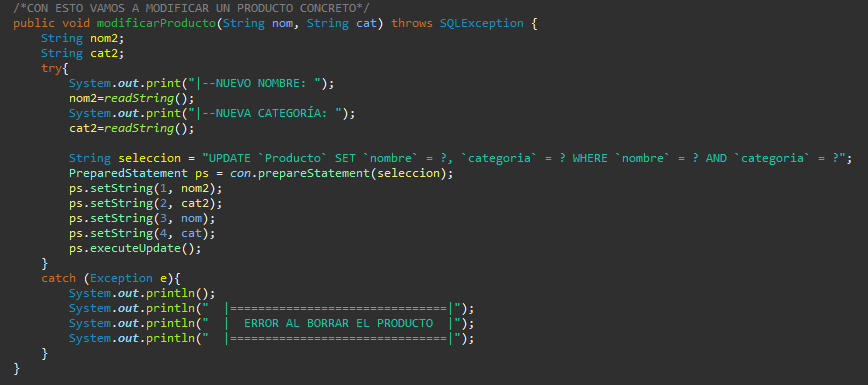 /*CON ESTO VAMOS A MODIFICAR UN PRODUCTO CONCRETO*/
public void modificarProducto(String nom, String cat) throws SQLException {
    String nom2;
    String cat2;
    try{
        System.out.print("|--NUEVO NOMBRE: ");
        nom2=readString();
        System.out.print("|--NUEVA CATEGORÍA: ");
        cat2=readString();

        String seleccion = "UPDATE `Producto` SET `nombre` = ?, `categoria` = ? WHERE `nombre` = ? AND `categoria` = ?";
        PreparedStatement ps = con.prepareStatement(seleccion);
        ps.setString(1, nom2);
        ps.setString(2, cat2);
        ps.setString(3, nom);
        ps.setString(4, cat);
        ps.executeUpdate();
    }
    catch (Exception e){
        System.out.println();
        System.out.println("  |===============================|");
        System.out.println("  |  ERROR AL BORRAR EL PRODUCTO  |");
        System.out.println("  |===============================|");
    }
}